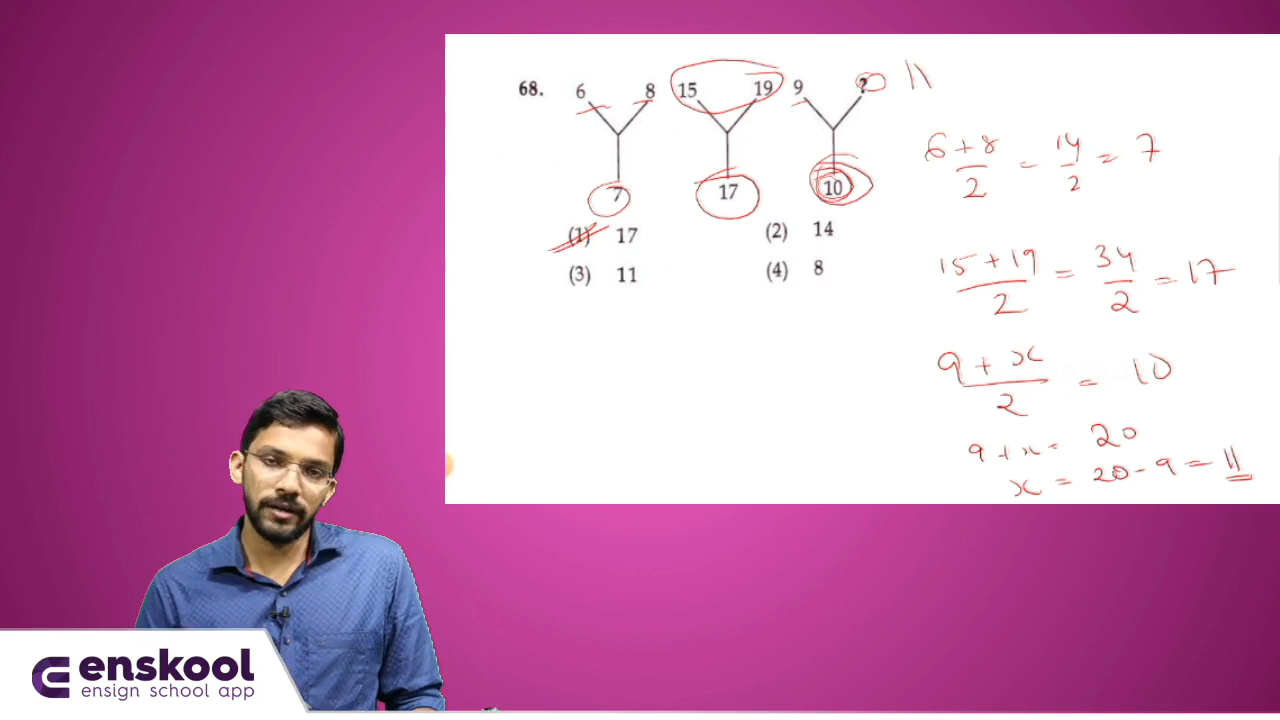 68. 6 8 15 19 9 ? 11
7 17 10
(1) 17 (2) 14
(3) 11 (4) 8
6 + 8 / 2 = 14 / 2 = 7
15 + 19 / 2 = 34 / 2 = 17
9 + x / 2 = 10
9 + x = 20
x = 20 - 9 = 11
enskool
ensign school app